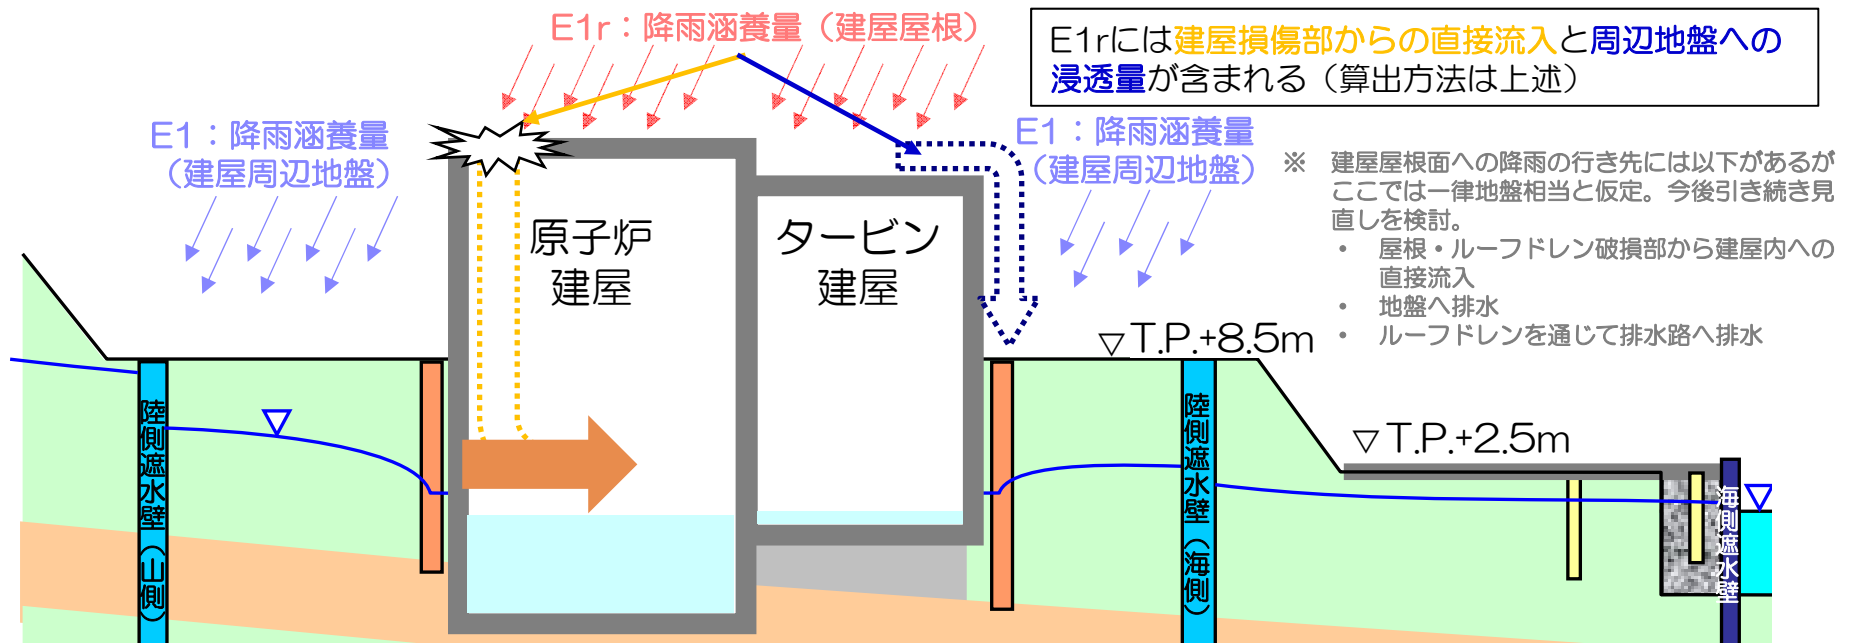 E1r：降雨涵養量（建屋屋根）
E1rには建屋損傷部からの直接流入と周辺地盤への
浸透量が含まれる（算出方法は上述）
E1：降雨涵養量
（建屋周辺地盤）
E1：降雨涵養量
（建屋周辺地盤）
※　建屋屋根面への降雨の行き先には以下があるが
ここでは一律地盤相当と仮定。今後引き続き見
直しを検討。
・　屋根・ルーフドレン破損部から建屋内への
直接流入
・　地盤へ排水
・　ルーフドレンを通じて排水路へ排水
原子炉
建屋
タービン
建屋
▽T.P.+8.5m
▽T.P.+2.5m
陸側遮水壁（山側）
陸側遮水壁（海側）
海側遮水壁